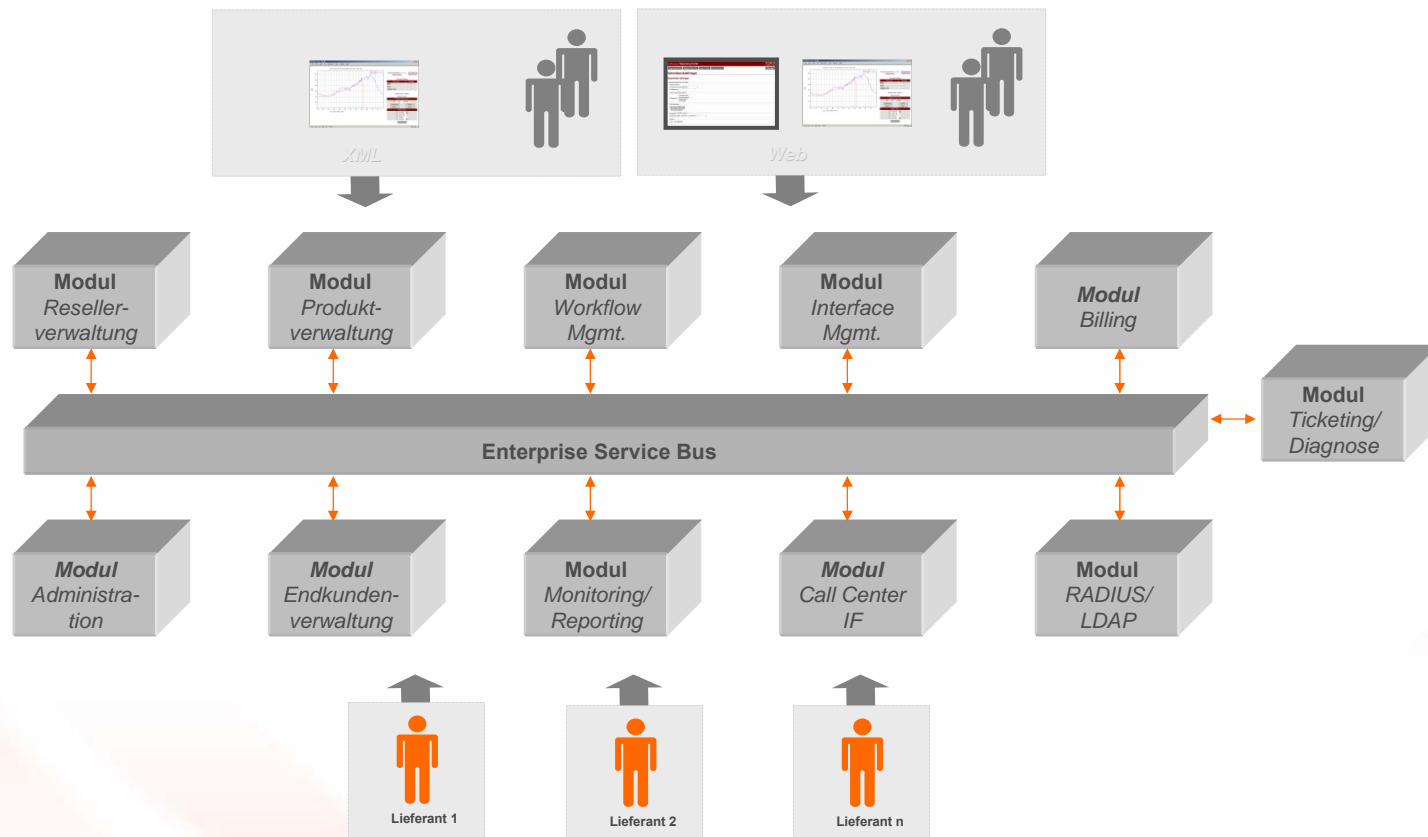 XML
Web
Modul
Reseller-
verwaltung
Modul
Produkt-
verwaltung
Modul
Workflow
Mgmt.
Modul
Interface
Mgmt.
Modul
Billing
Modul
Ticketing/
Diagnose
Enterprise Service Bus
Modul
Administra-
tion
Modul
Endkunden-
verwaltung
Modul
Monitoring/
Reporting
Modul
Call Center
IF
Modul
RADIUS/
LDAP
Lieferant 1
Lieferant 2
Lieferant n